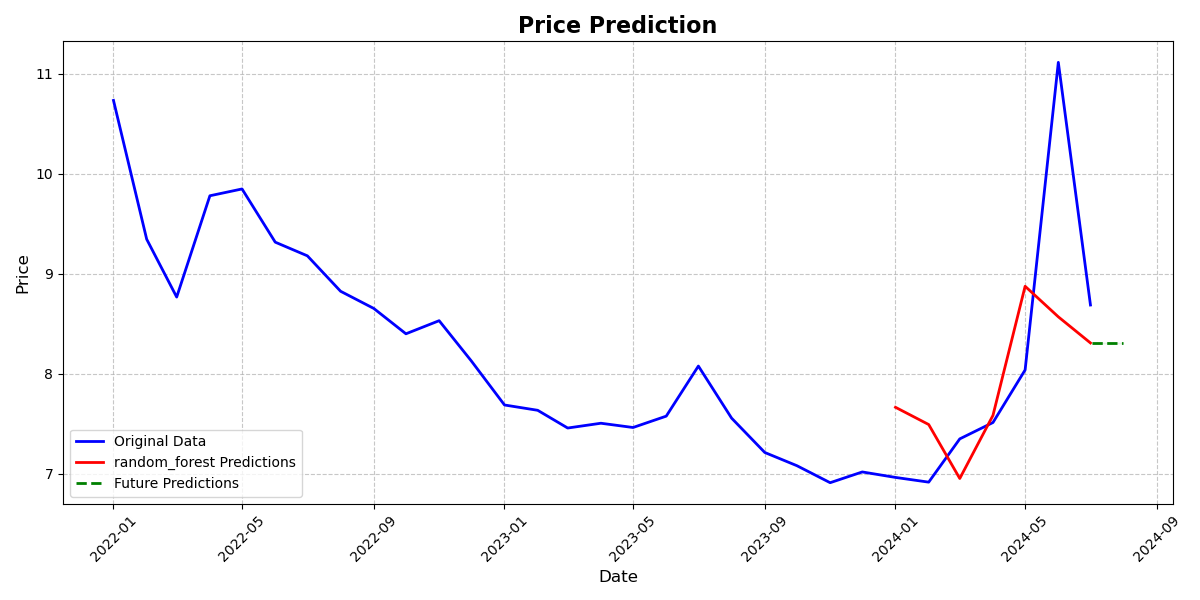 Price Prediction
Price
11
10
9
8
7
Original Data
random_forest Predictions
Future Predictions
2022-01
2022-05
2022-09
2023-01
2023-05
2023-09
2024-01
2024-05
2024-09
Date